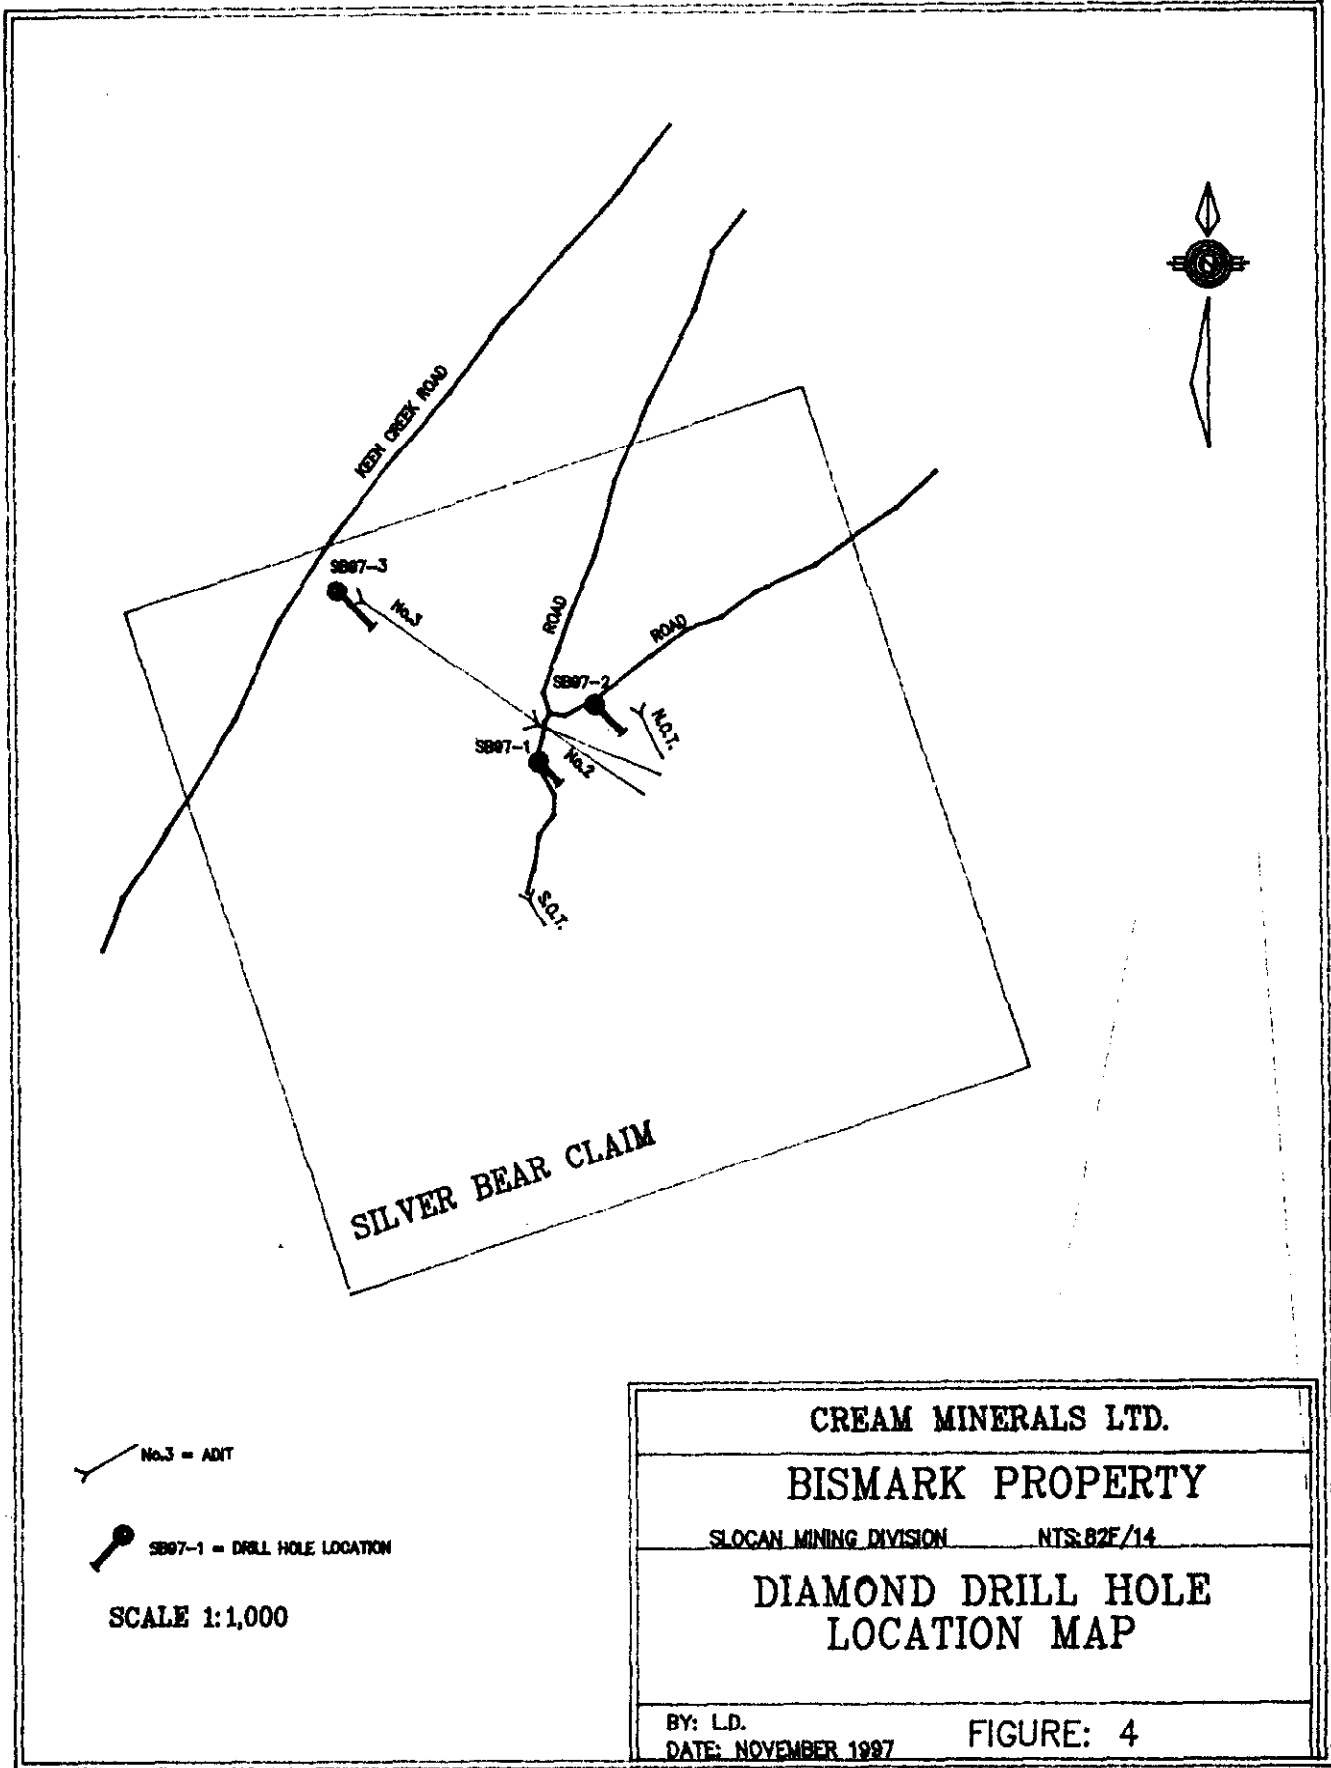 KEEN CREEK ROAD
SB97-3
No.3
ROAD
ROAD
SB97-2
N.O.T.
SB97-1
No.2
S.O.T.
SILVER BEAR CLAIM
N
No.3 = ADIT
SB97-1 = DRILL HOLE LOCATION
SCALE 1:1,000
CREAM MINERALS LTD.
BISMARK PROPERTY
SLOCAN MINING DIVISION NTS:82F/14
DIAMOND DRILL HOLE
LOCATION MAP
BY: L.D.
DATE: NOVEMBER 1997
FIGURE: 4